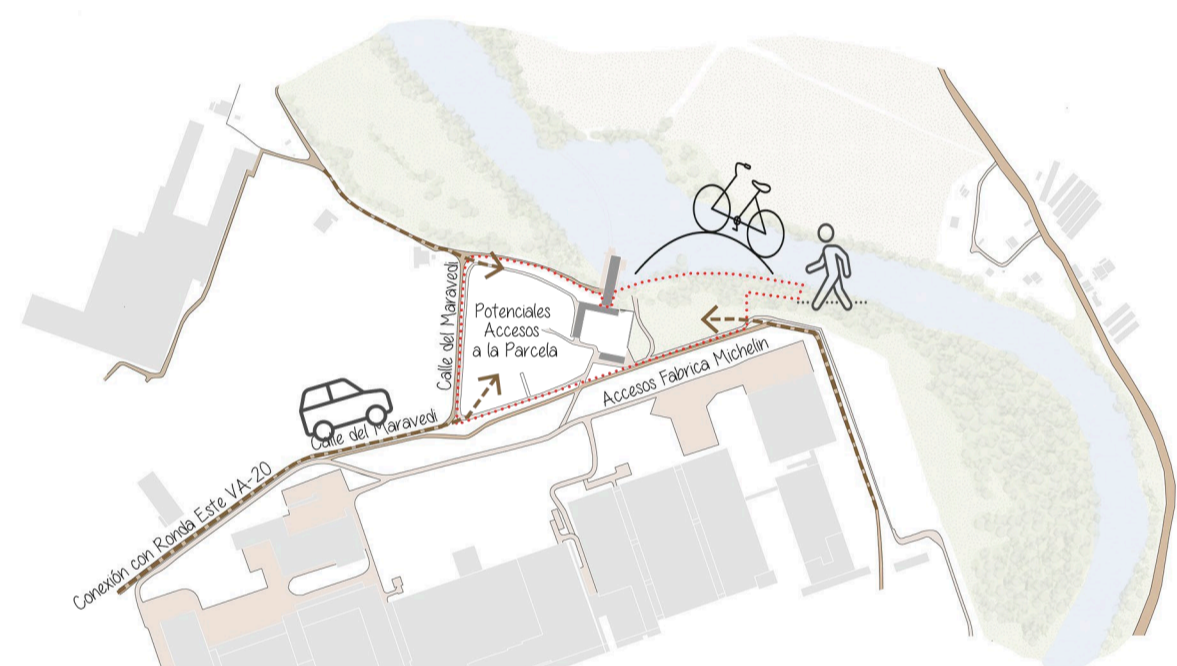 Calle del Maravedi
Potenciales
Accesos
a la Parcela
Accesos Fabrica Michelin
Calle del Maravedi
Conexión con Ronda Este VA-20